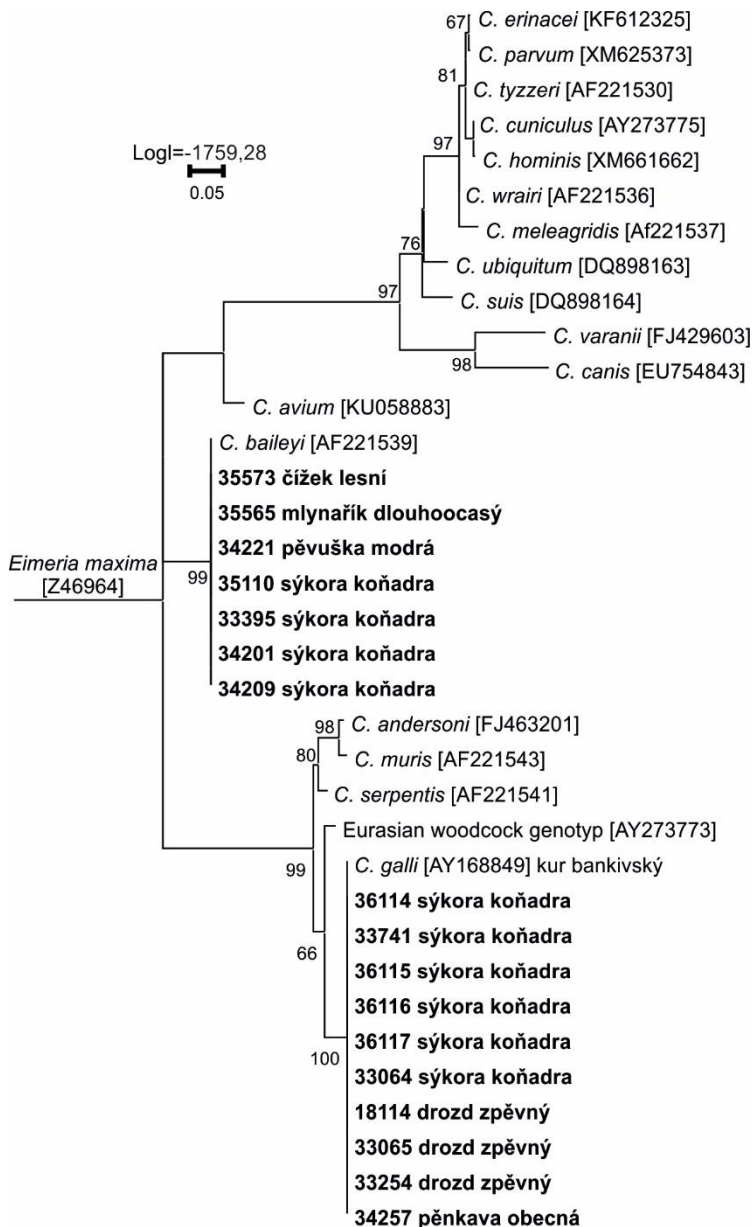 67
C. erinacei [KF612325]
C. parvum [XM625373]
81
C. tyzzeri [AF221530]
C. cuniculus [AY273775]
Logl=-1759,28
97
C. hominis [XM661662]
0.05
C. wrairi [AF221536]
C. meleagridis [Af221537]
76
C. ubiquitum [DQ898163]
97
C. suis [DQ898164]
C. varanii [FJ429603]
98
C. canis [EU754843]
C. avium [KU058883]
C. baileyi [AF221539]
35573 čížek lesní
35565 mlynařík dlouhoocasý
34221 pěvuška modrá
Eimeria maxima
[Z46964]
99
35110 sýkora koňadra
33395 sýkora koňadra
34201 sýkora koňadra
34209 sýkora koňadra
98
C. andersoni [FJ463201]
80
C. muris [AF221543]
C. serpentis [AF221541]
Eurasian woodcock genotyp [AY273773]
99
C. galli [AY168849] kur bankivský
36114 sýkora koňadra
33741 sýkora koňadra
66
36115 sýkora koňadra
36116 sýkora koňadra
36117 sýkora koňadra
100
33064 sýkora koňadra
18114 drozd zpěvný
33065 drozd zpěvný
33254 drozd zpěvný
34257 pěnkava obecná